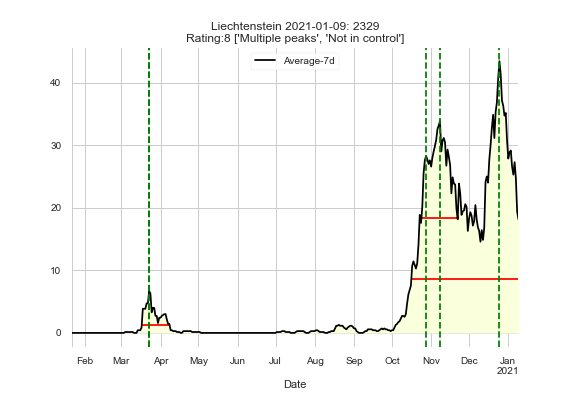 Liechtenstein 2021-01-09: 2329
Rating:8 ['Multiple peaks', 'Not in control']
Average-7d
40
30
20
10
0
Feb Mar Apr May Jun Jul Aug Sep Oct Nov Dec Jan
2021
Date